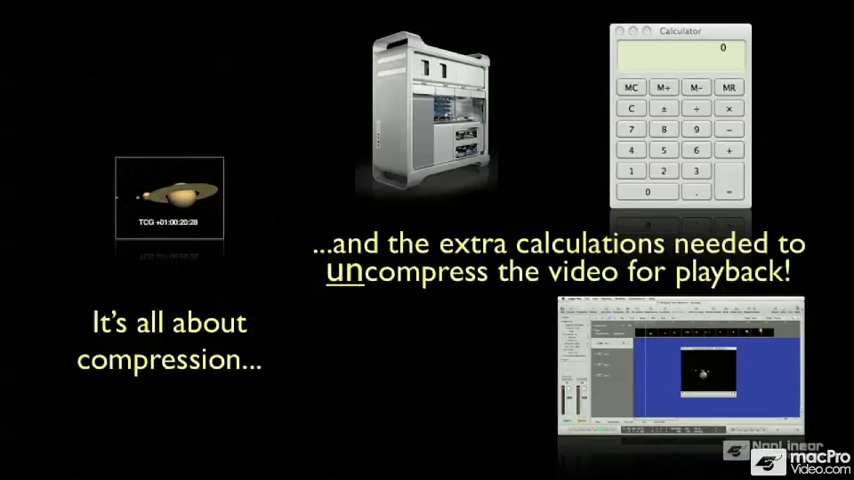 Calculator
0
MC M+ M- MR
C ± ÷ ×
7 8 9 −
4 5 6 +
1 2 3
0 . =
TCG +01:00:20:28
...and the extra calculations needed to
uncompress the video for playback!
It's all about
compression...
NonLinear
macPro
Video.com